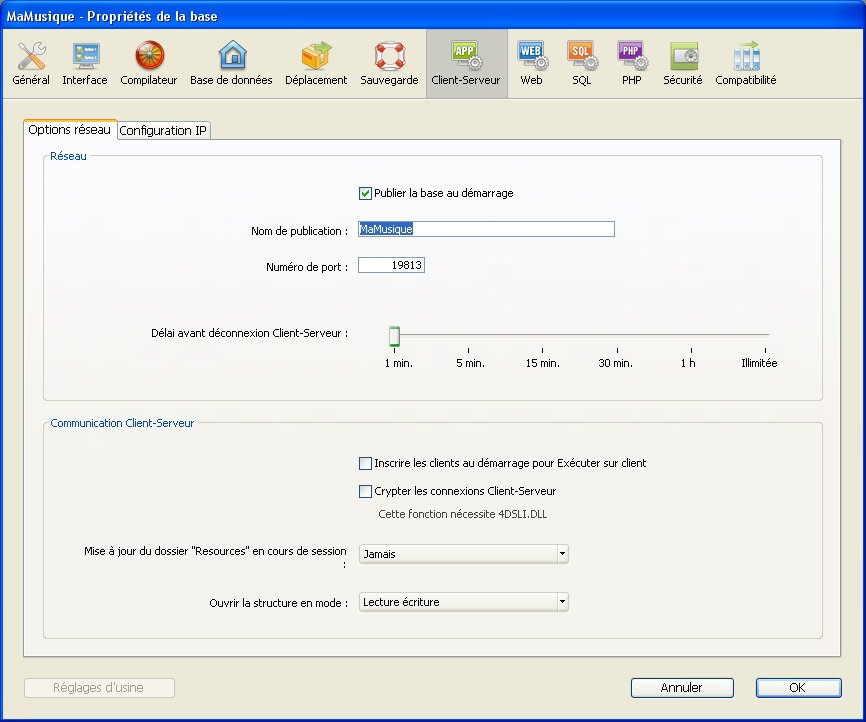 MaMusique - Propriétés de la base
APP WEB SQL PHP
Général Interface Compilateur Base de données Déplacement Sauvegarde Client-Serveur Web SQL PHP Sécurité Compatibilité
Options réseau Configuration IP
Réseau
Publier la base au démarrage
Nom de publication : MaMusique
Numéro de port : 19813
Délai avant déconnexion Client-Serveur :
1 min. 5 min. 15 min. 30 min. 1 h Illimitée
Communication Client-Serveur
Inscrire les clients au démarrage pour Exécuter sur client
Crypter les connexions Client-Serveur
Cette fonction nécessite 4DSLI.DLL
Mise à jour du dossier "Resources" en cours de session : Jamais
Ouvrir la structure en mode : Lecture écriture
Réglages d'usine Annuler OK